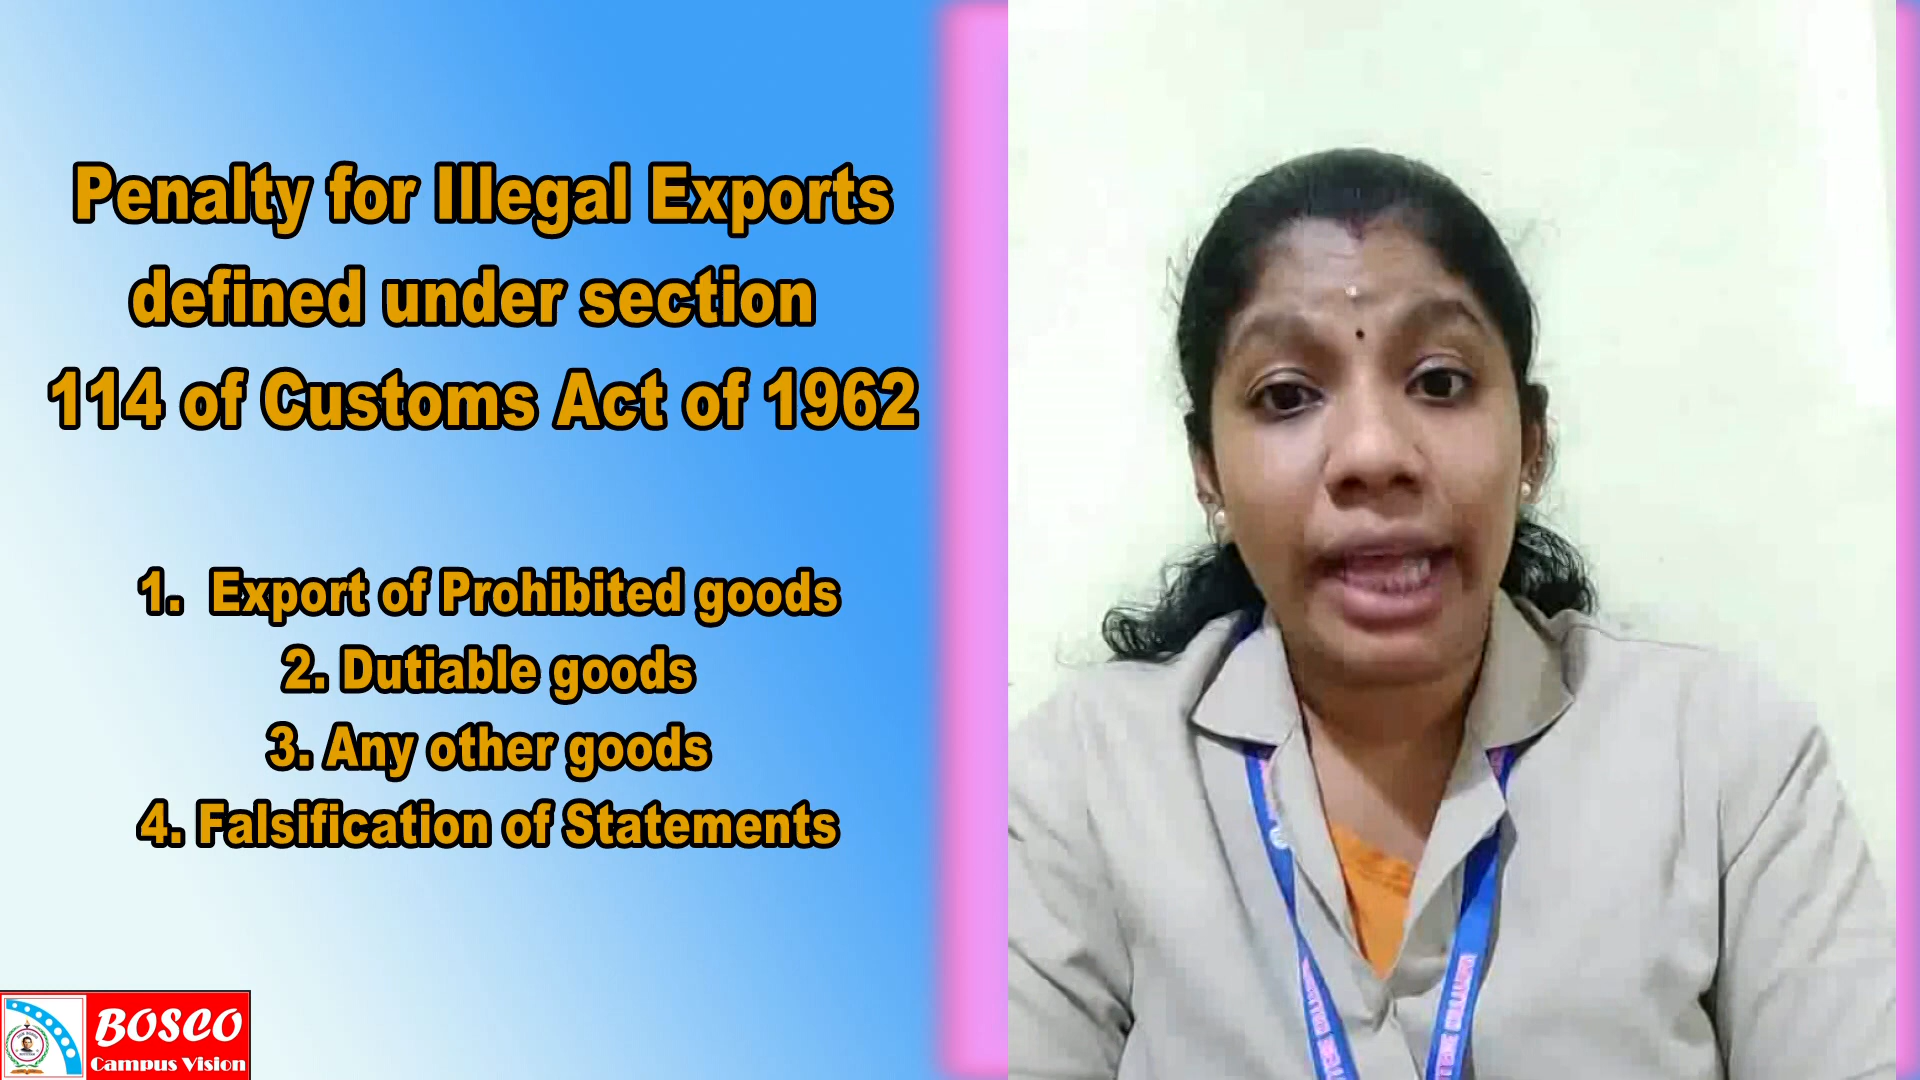 Penalty for Illegal Exports
defined under section
114 of Customs Act of 1962
1. Export of Prohibited goods
2. Dutiable goods
3. Any other goods
4. Falsification of Statements
BOSCO
Campus Vision